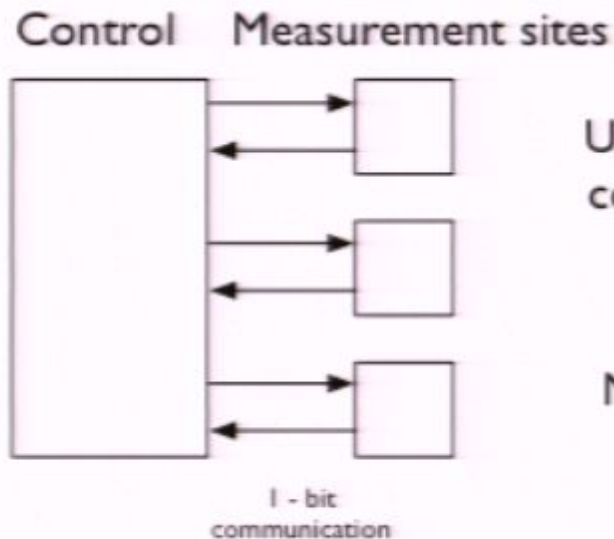 Control Measurement sites
U
c
N
1 - bit
communication